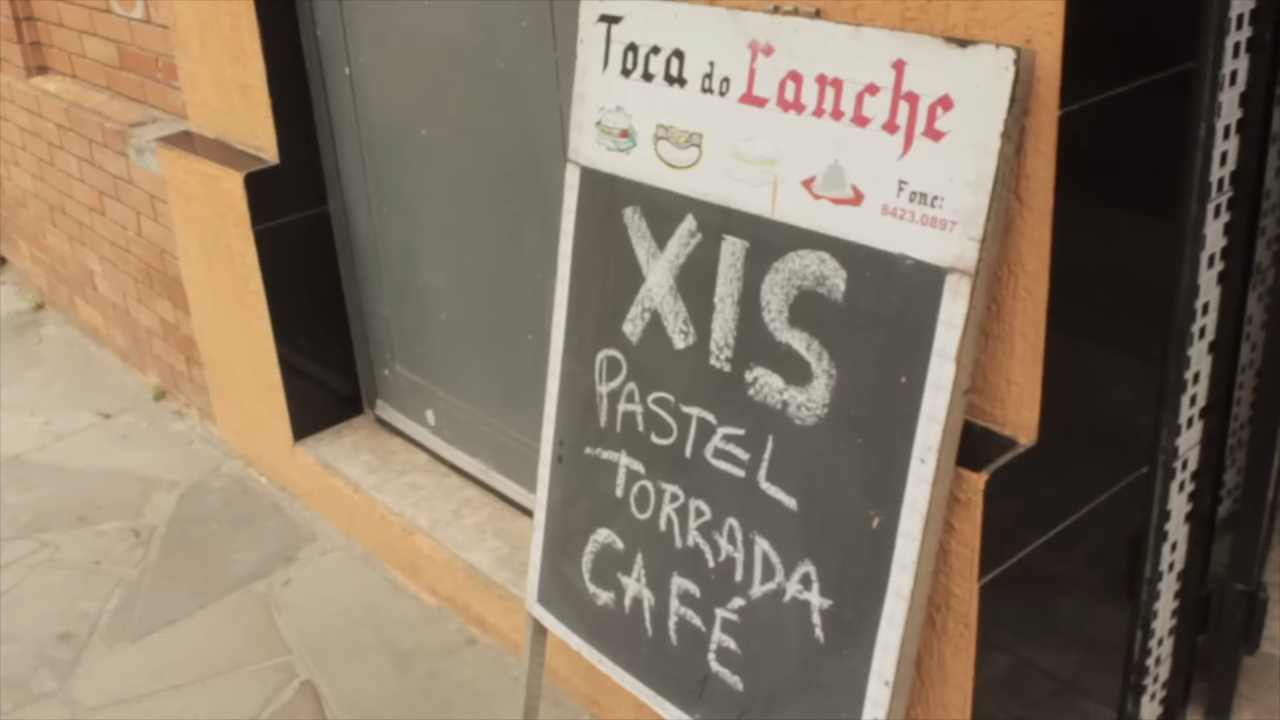 Toca do Lanche
Fone:
8423.0897
XIS
PASTEL
TORRADA
CAFÉ